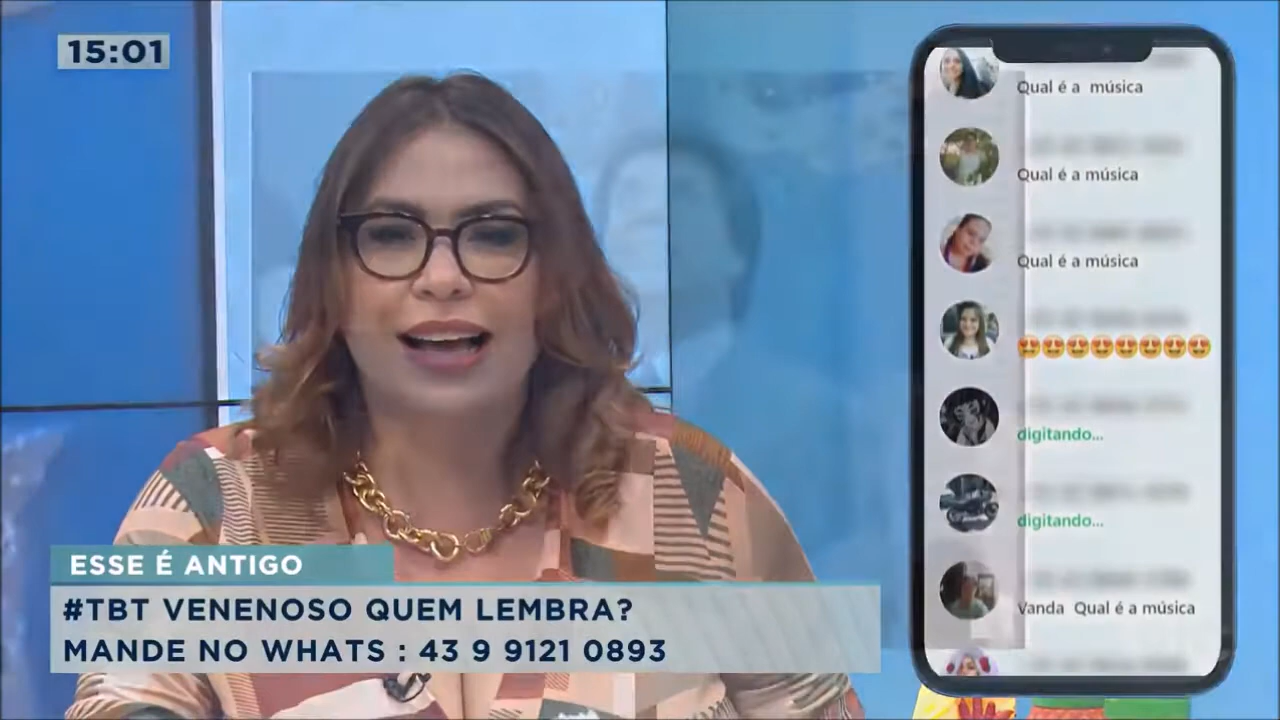 15:01
Qual é a música
Qual é a música
Qual é a música
digitando...
digitando...
Vanda Qual é a música
ESSE É ANTIGO
#TBT VENENOSO QUEM LEMBRA?
MANDE NO WHATS : 43 9 9121 0893